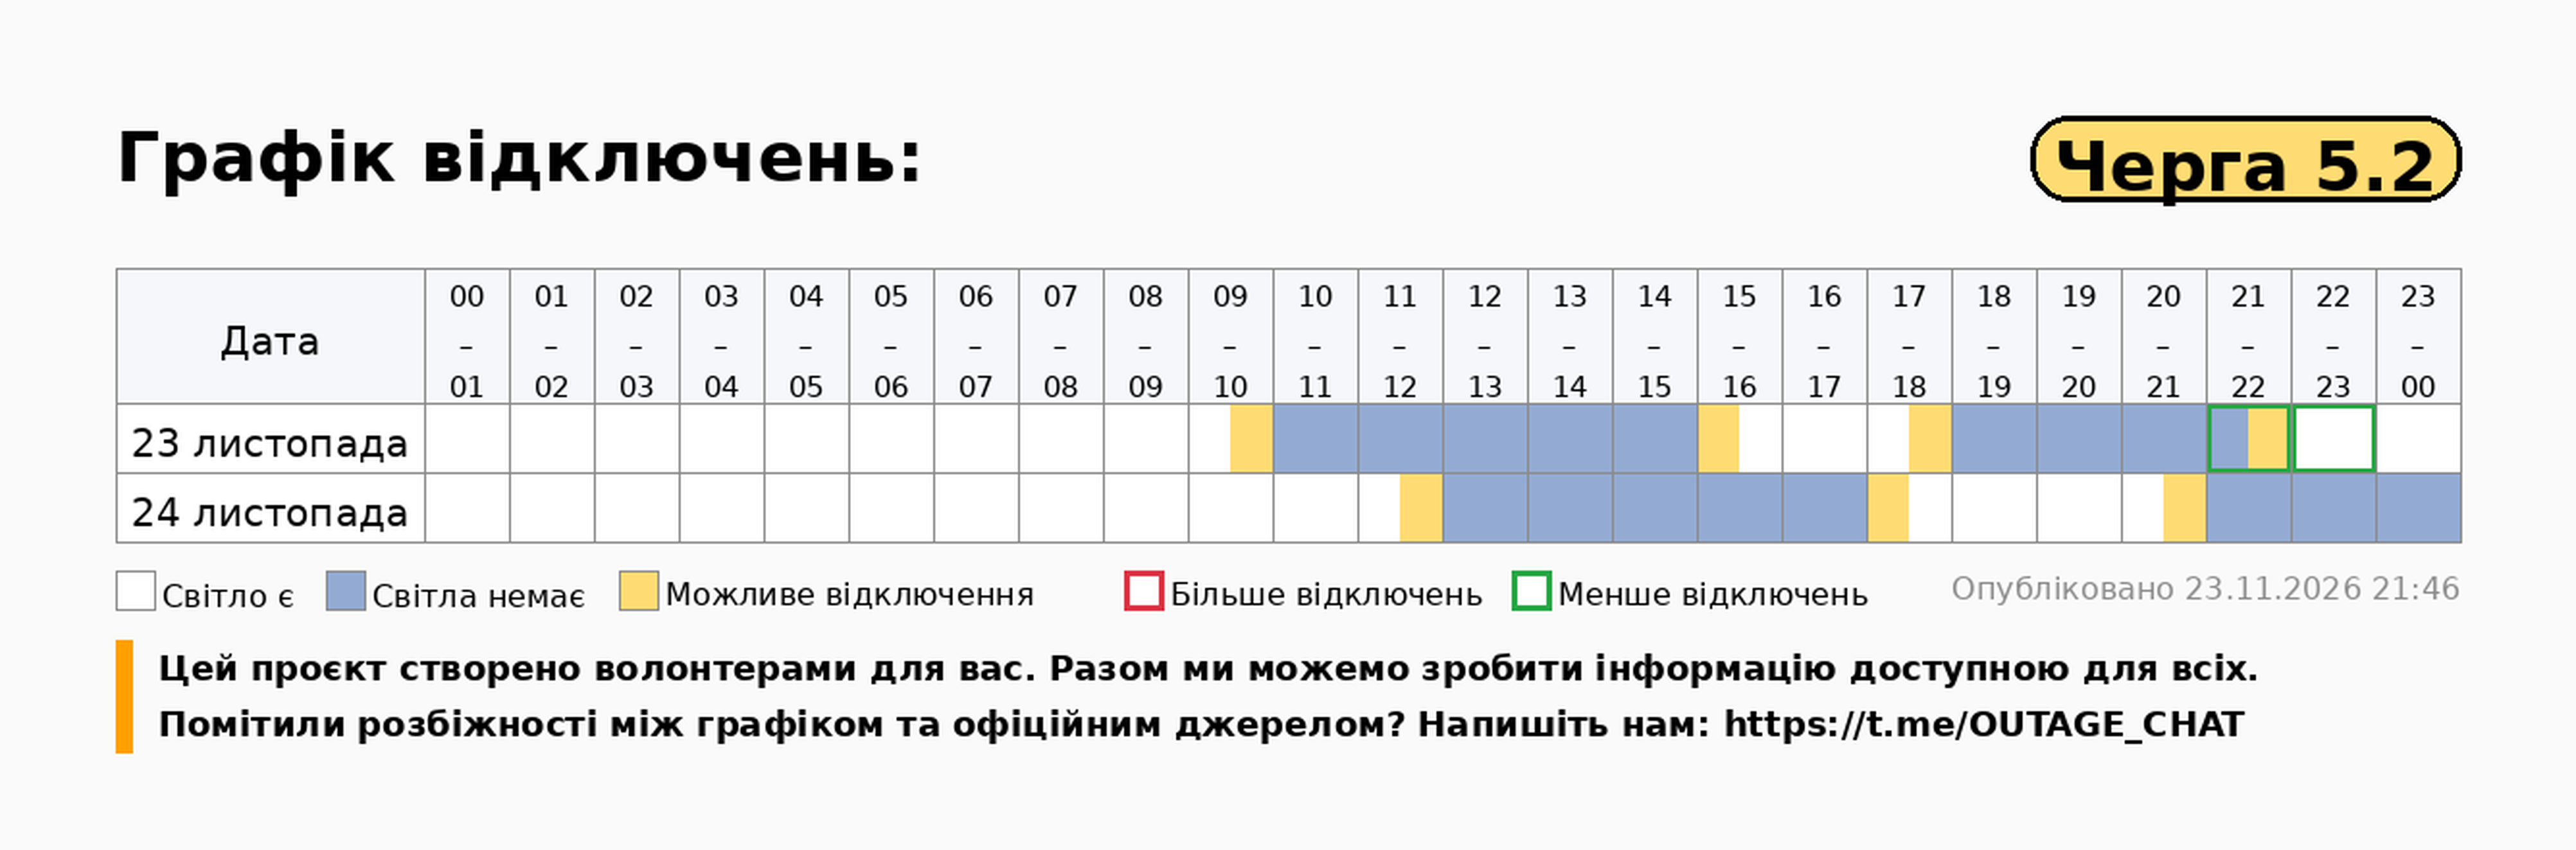 Графік відключень:
Черга 5.2
Дата 00 – 01 01 – 02 02 – 03 03 – 04 04 – 05 05 – 06 06 – 07 07 – 08 08 – 09 09 – 10 10 – 11 11 – 12 12 – 13 13 – 14 14 – 15 15 – 16 16 – 17 17 – 18 18 – 19 19 – 20 20 – 21 21 – 22 22 – 23 23 – 00
23 листопада
24 листопада
Світло є Світла немає Можливе відключення Більше відключень Менше відключень Опубліковано 23.11.2026 21:46
Цей проєкт створено волонтерами для вас. Разом ми можемо зробити інформацію доступною для всіх.
Помітили розбіжності між графіком та офіційним джерелом? Напишіть нам: https://t.me/OUTAGE_CHAT